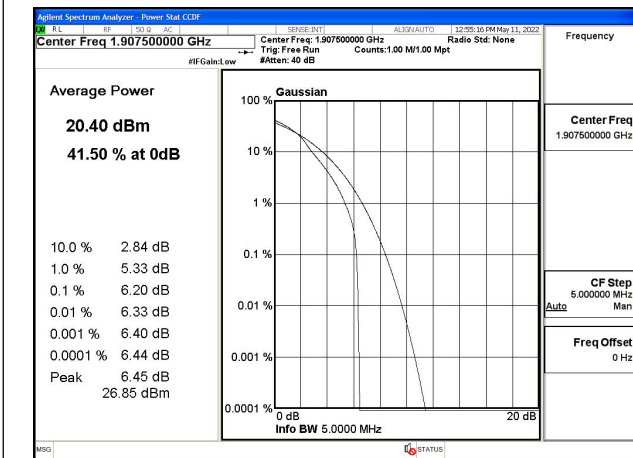 Agilent Spectrum Analyzer - Power Stat CCDF
RL RF 50 Ω AC SENSE:INT ALIGN AUTO 12:55:16 PM May 11, 2022
Center Freq 1.907500000 GHz
Center Freq: 1.907500000 GHz Radio Std: None
Trig: Free Run Counts:1.00 M/1.00 Mpt
#IFGain:Low #Atten: 40 dB
Frequency
Average Power
20.40 dBm
41.50 % at 0dB
10.0 % 2.84 dB
1.0 % 5.33 dB
0.1 % 6.20 dB
0.01 % 6.33 dB
0.001 % 6.40 dB
0.0001 % 6.44 dB
Peak 6.45 dB
26.85 dBm
Gaussian
100 %
10 %
1 %
0.1 %
0.01 %
0.001 %
0.0001 %
0 dB 20 dB
Info BW 5.0000 MHz
Center Freq
1.907500000 GHz
CF Step
5.000000 MHz
Auto Man
Freq Offset
0 Hz
MSG STATUS